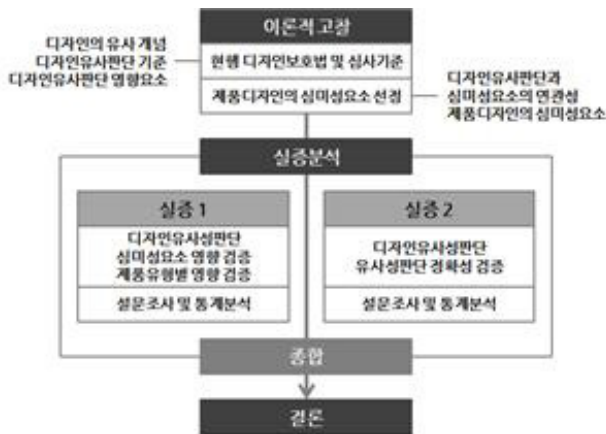 이론적 고찰
디자인의 유사 개념
디자인유사판단 기준
디자인유사판단 영향요소
현행 디자인보호법 및 심사기준
제품디자인의 심미성요소 선정
디자인유사판단과
심미성요소의 연관성
제품디자인의 심미성요소
실증분석
실증 1
디자인유사성판단
심미성요소 영향 검증
제품유형별 영향 검증
설문조사 및 통계분석
실증 2
디자인유사성판단
유사성판단 정확성 검증
설문조사 및 통계분석
종합
결론